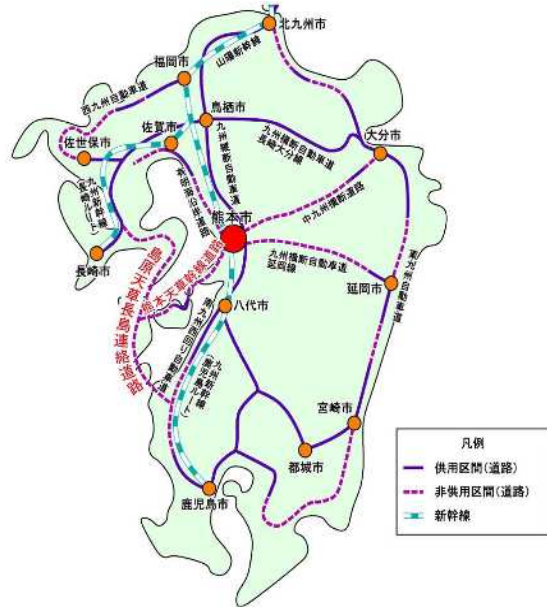 北九州市
山陽新幹線
福岡市
西九州自動車道
鳥栖市
佐賀市
佐世保市
九州縦断自動車道
九州横断自動車道
長崎大分線
大分市
有明海沿岸道路
中九州横断道路
熊本市
九州新幹線
(長崎ルート)
長崎市
九州横断自動車道
延岡線
東九州自動車道
延岡市
熊本天草幹線道路
島原天草長島連絡道路
八代市
南九州西回り自動車道
九州新幹線
(鹿児島ルート)
宮崎市
都城市
鹿児島市
凡例
供用区間(道路)
非供用区間(道路)
新幹線